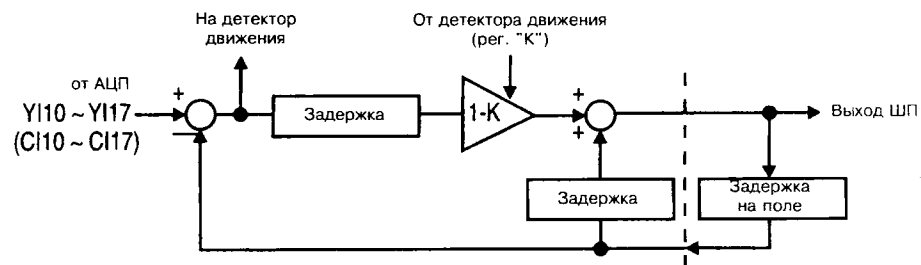 На детектор
движения
От детектора движения
(рег. "К")
от АЦП
YI10 ~ YI17
(CI10 ~ CI17)
+
−
Задержка
1-K
+
+
Выход ШП
Задержка
Задержка
на поле